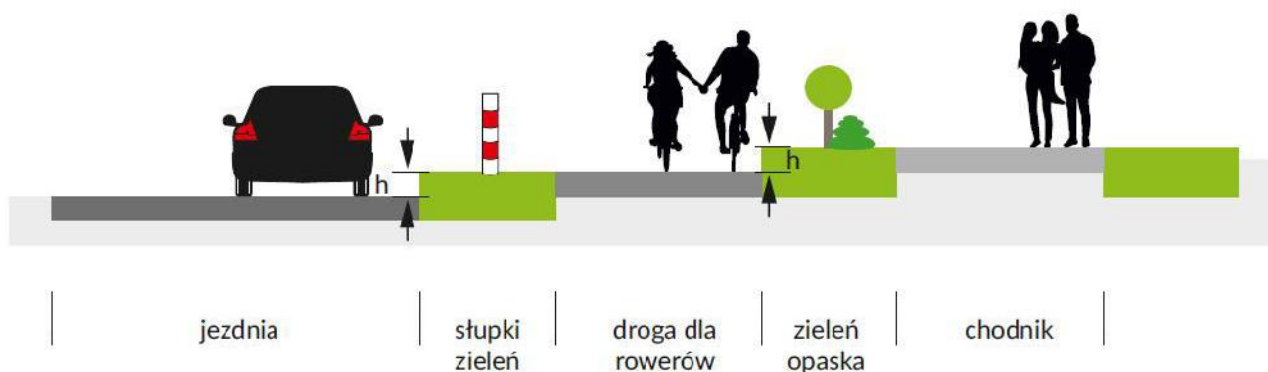 h
h
jezdnia
słupki
zieleń
droga dla
rowerów
zieleń
opaska
chodnik